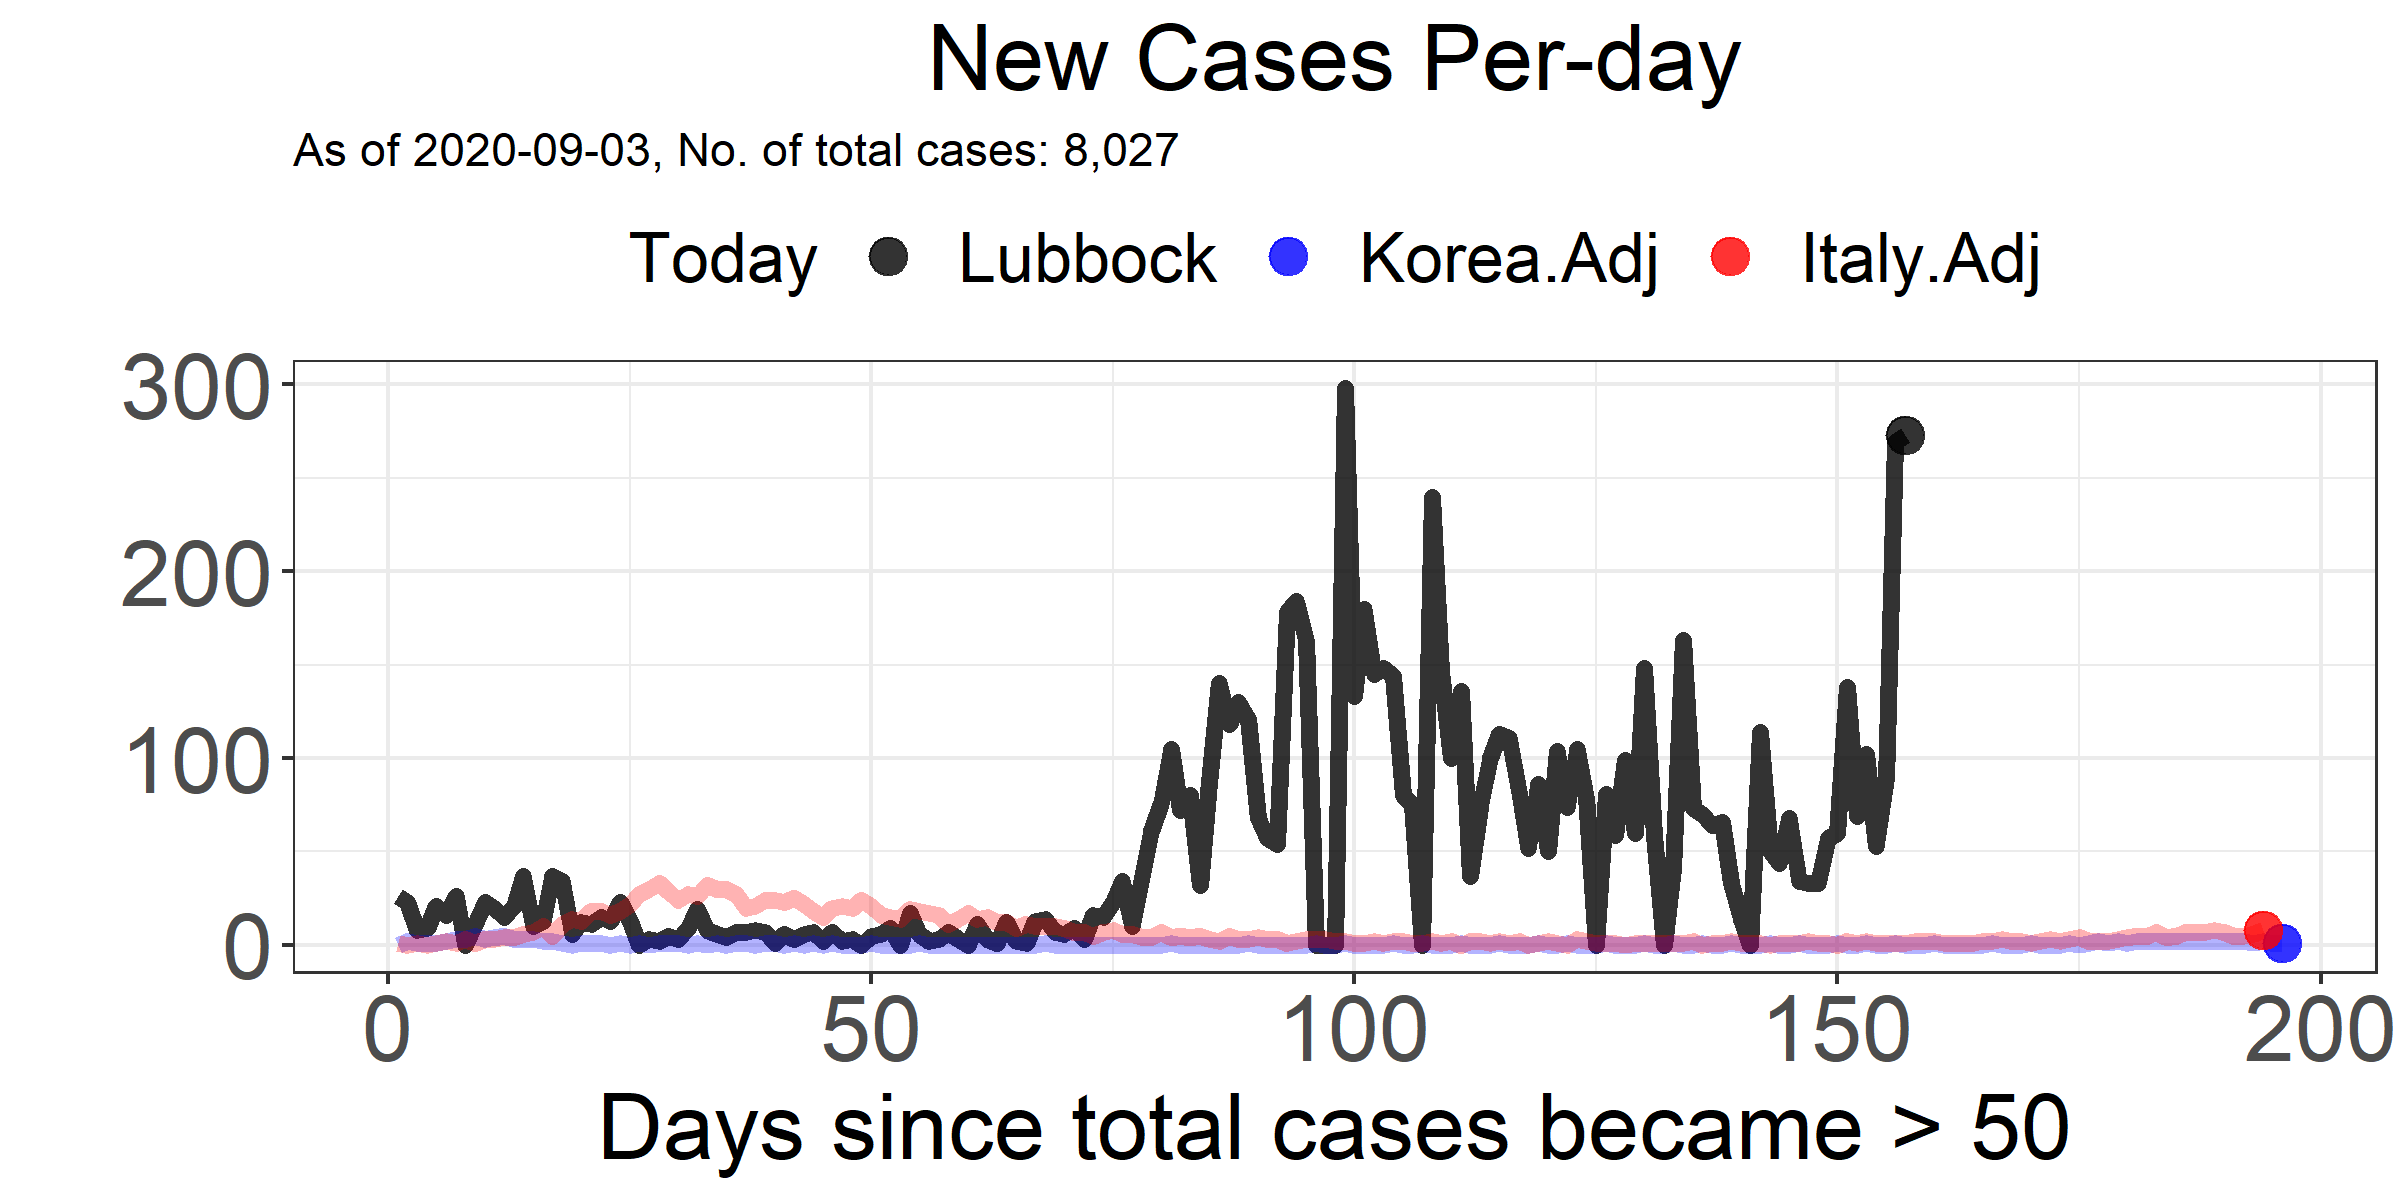 New Cases Per-day
As of 2020-09-03, No. of total cases: 8,027
Today Lubbock Korea.Adj Italy.Adj
300
200
100
0
0 50 100 150 200
Days since total cases became > 50